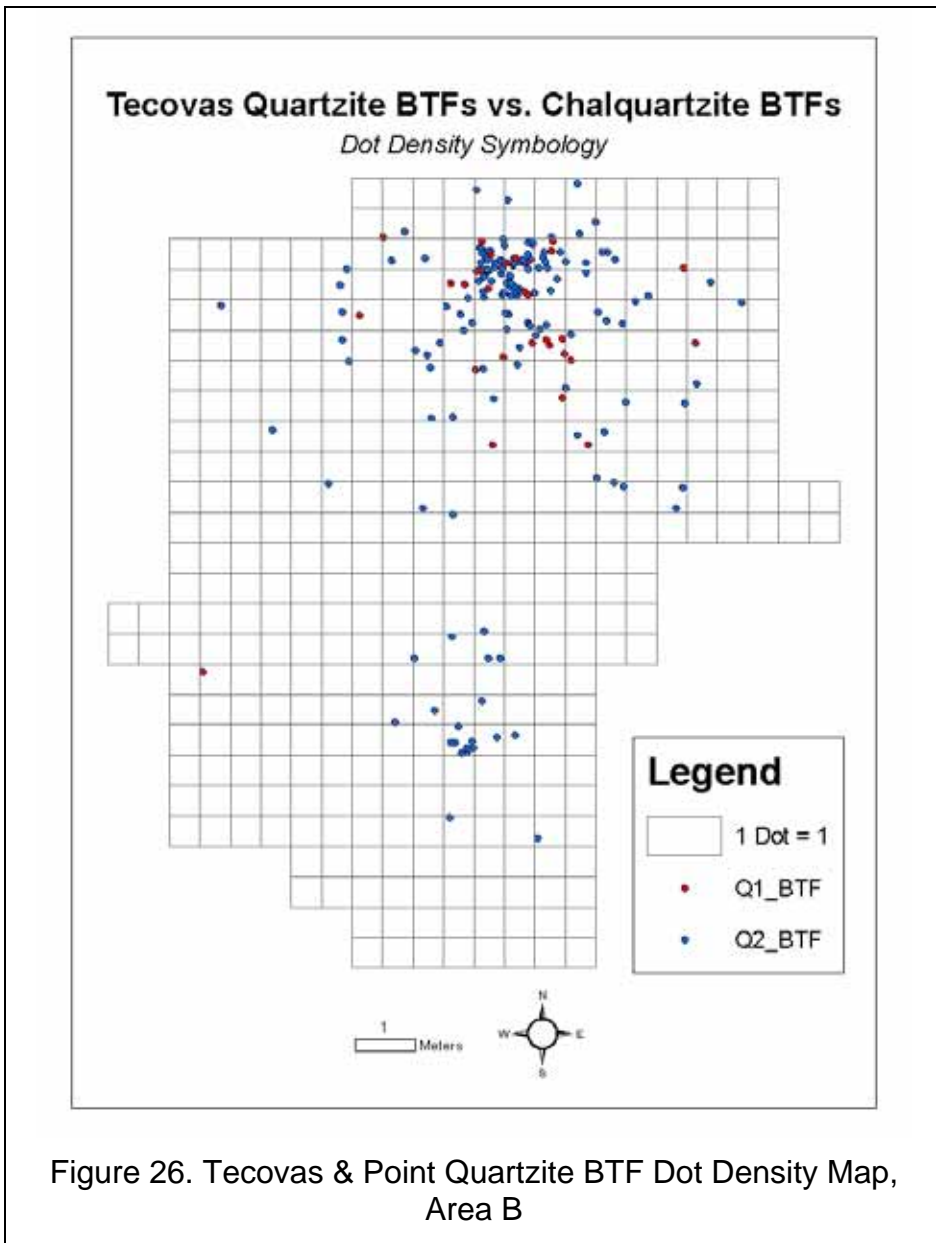 Tecovas Quartzite BTFs vs. Chalquartzite BTFs
Dot Density Symbology
Legend
1 Dot = 1
Q1_BTF
Q2_BTF
1
Meters
N
W
E
S
Figure 26. Tecovas & Point Quartzite BTF Dot Density Map,
Area B